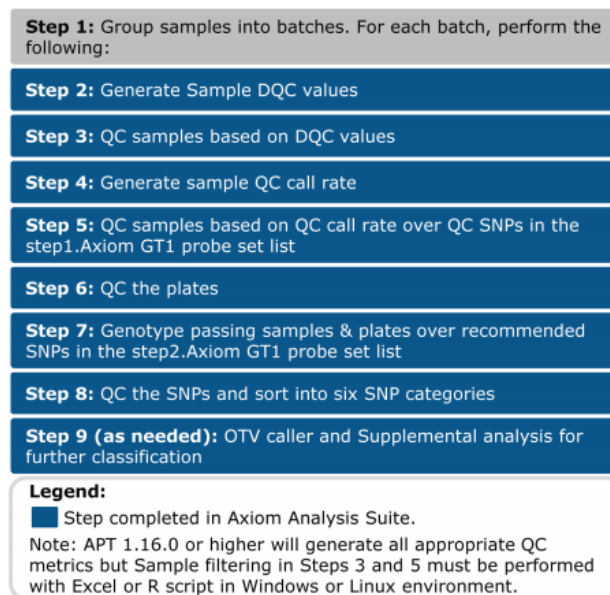 Step 1: Group samples into batches. For each batch, perform the
following:
Step 2: Generate Sample DQC values
Step 3: QC samples based on DQC values
Step 4: Generate sample QC call rate
Step 5: QC samples based on QC call rate over QC SNPs in the
step1.Axiom GT1 probe set list
Step 6: QC the plates
Step 7: Genotype passing samples & plates over recommended
SNPs in the step2.Axiom GT1 probe set list
Step 8: QC the SNPs and sort into six SNP categories
Step 9 (as needed): OTV caller and Supplemental analysis for
further classification
Legend:
Step completed in Axiom Analysis Suite.
Note: APT 1.16.0 or higher will generate all appropriate QC
metrics but Sample filtering in Steps 3 and 5 must be performed
with Excel or R script in Windows or Linux environment.